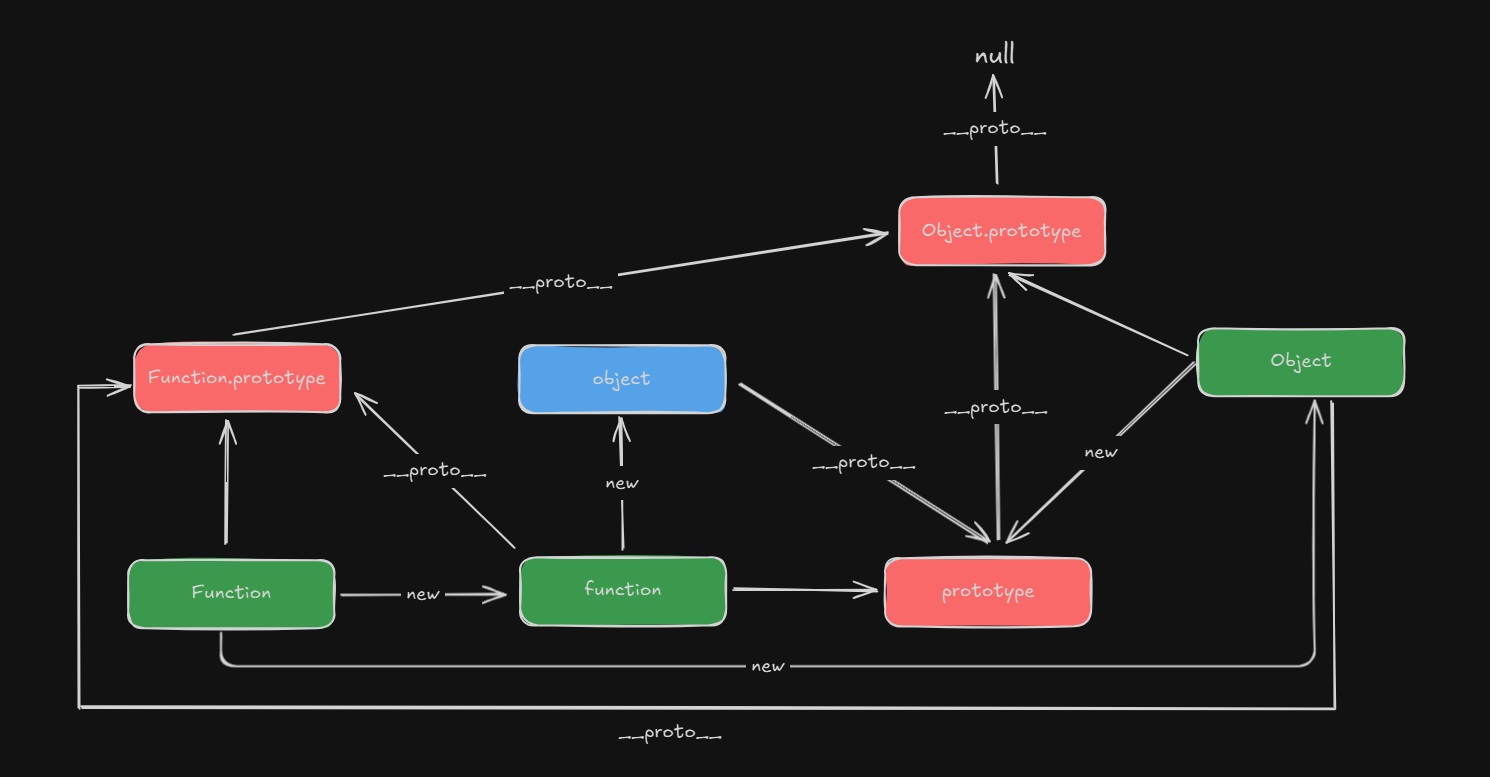 null
__proto__
Object.prototype
__proto__
Object
Function.prototype
object
__proto__
new
__proto__
__proto__
new
Function
new
function
prototype
new
__proto__